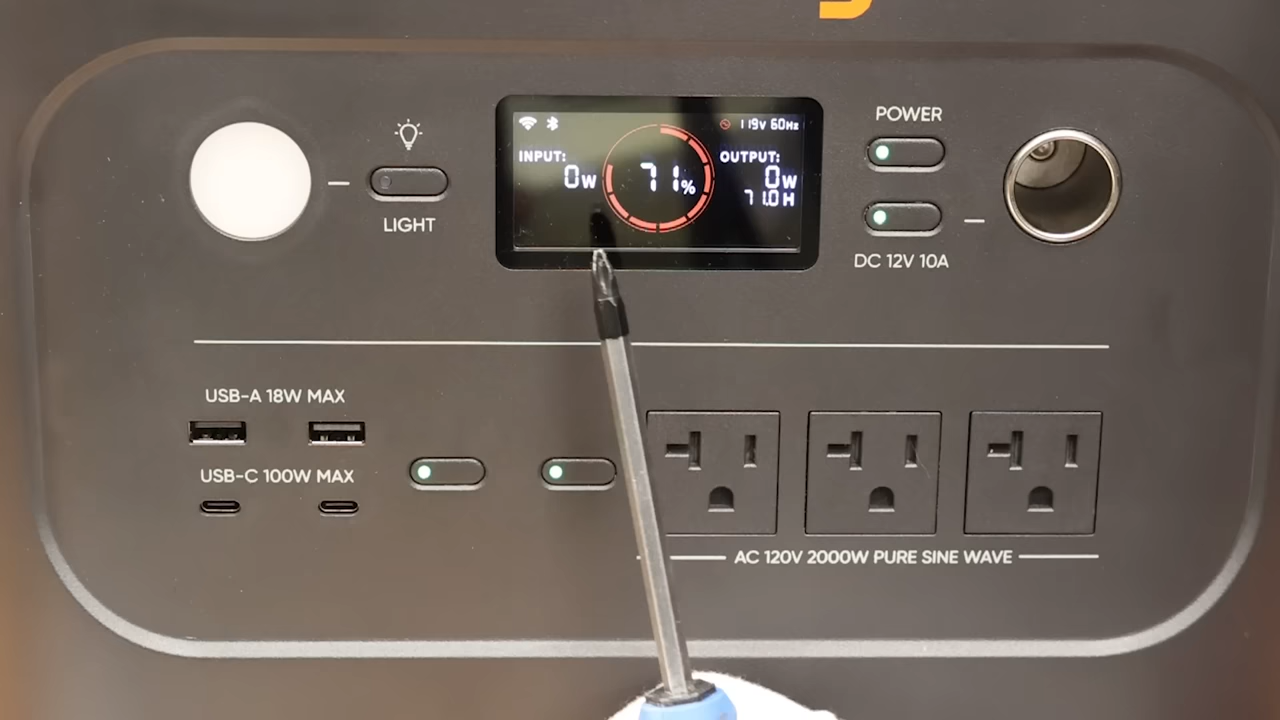 POWER
119V 60Hz
INPUT:
0W
71%
OUTPUT:
0W
71.0H
LIGHT
DC 12V 10A
USB-A 18W MAX
USB-C 100W MAX
AC 120V 2000W PURE SINE WAVE